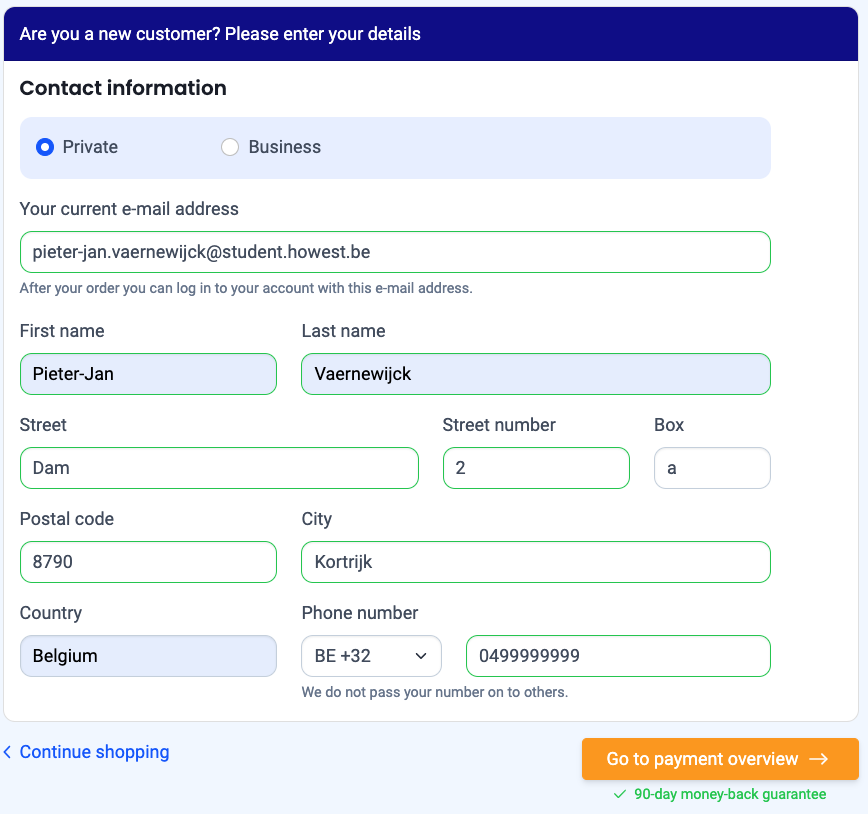 Are you a new customer? Please enter your details
Contact information
Private Business
Your current e-mail address
pieter-jan.vaernewijck@student.howest.be
After your order you can log in to your account with this e-mail address.
First name Last name
Pieter-Jan Vaernewijck
Street Street number Box
Dam 2 a
Postal code City
8790 Kortrijk
Country Phone number
Belgium BE +32 0499999999
We do not pass your number on to others.
Continue shopping
Go to payment overview
90-day money-back guarantee